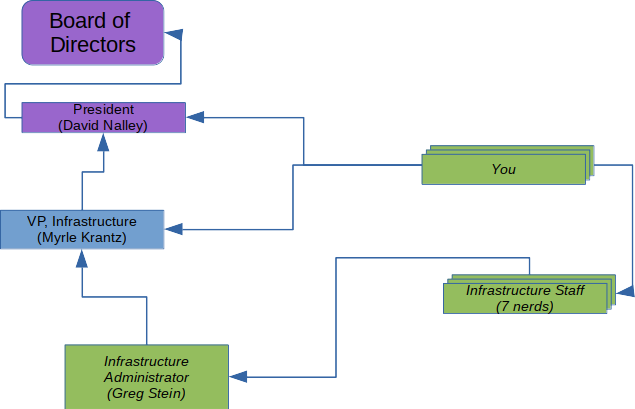 Board of
Directors
President
(David Nalley)
You
VP, Infrastructure
(Myrle Krantz)
Infrastructure Staff
(7 nerds)
Infrastructure
Administrator
(Greg Stein)